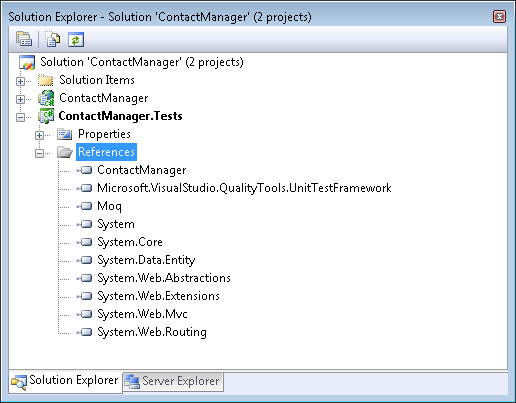 Solution Explorer - Solution 'ContactManager' (2 projects)
Solution 'ContactManager' (2 projects)
Solution Items
ContactManager
ContactManager.Tests
Properties
References
ContactManager
Microsoft.VisualStudio.QualityTools.UnitTestFramework
Moq
System
System.Core
System.Data.Entity
System.Web.Abstractions
System.Web.Extensions
System.Web.Mvc
System.Web.Routing
Solution Explorer Server Explorer